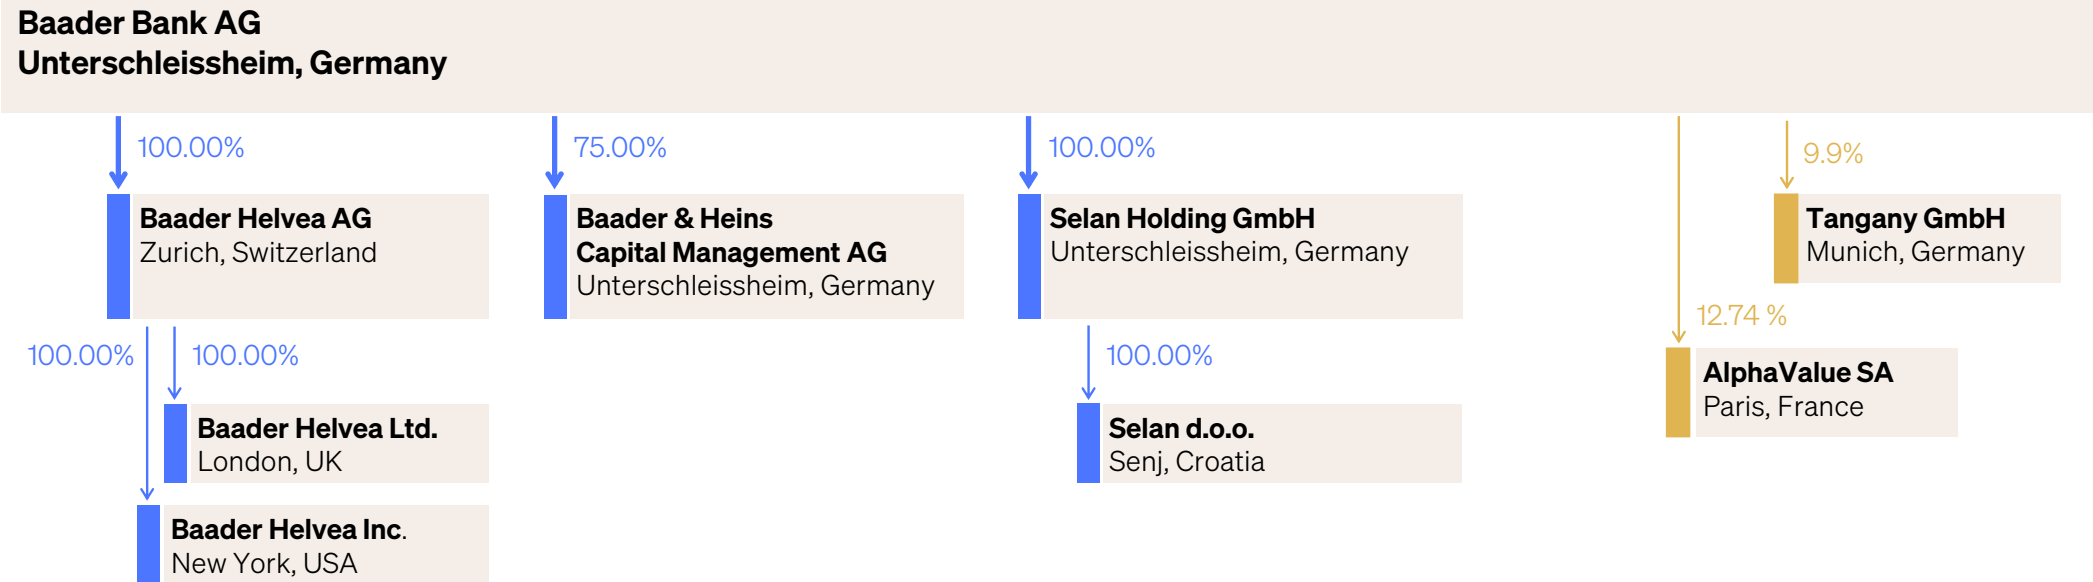 Baader Bank AG
Unterschleissheim, Germany
100.00%
75.00%
100.00%
9.9%
Baader Helvea AG
Zurich, Switzerland
Baader & Heins
Capital Management AG
Unterschleissheim, Germany
Selan Holding GmbH
Unterschleissheim, Germany
Tangany GmbH
Munich, Germany
12.74 %
100.00%
100.00%
100.00%
AlphaValue SA
Paris, France
Baader Helvea Ltd.
London, UK
Selan d.o.o.
Senj, Croatia
Baader Helvea Inc.
New York, USA